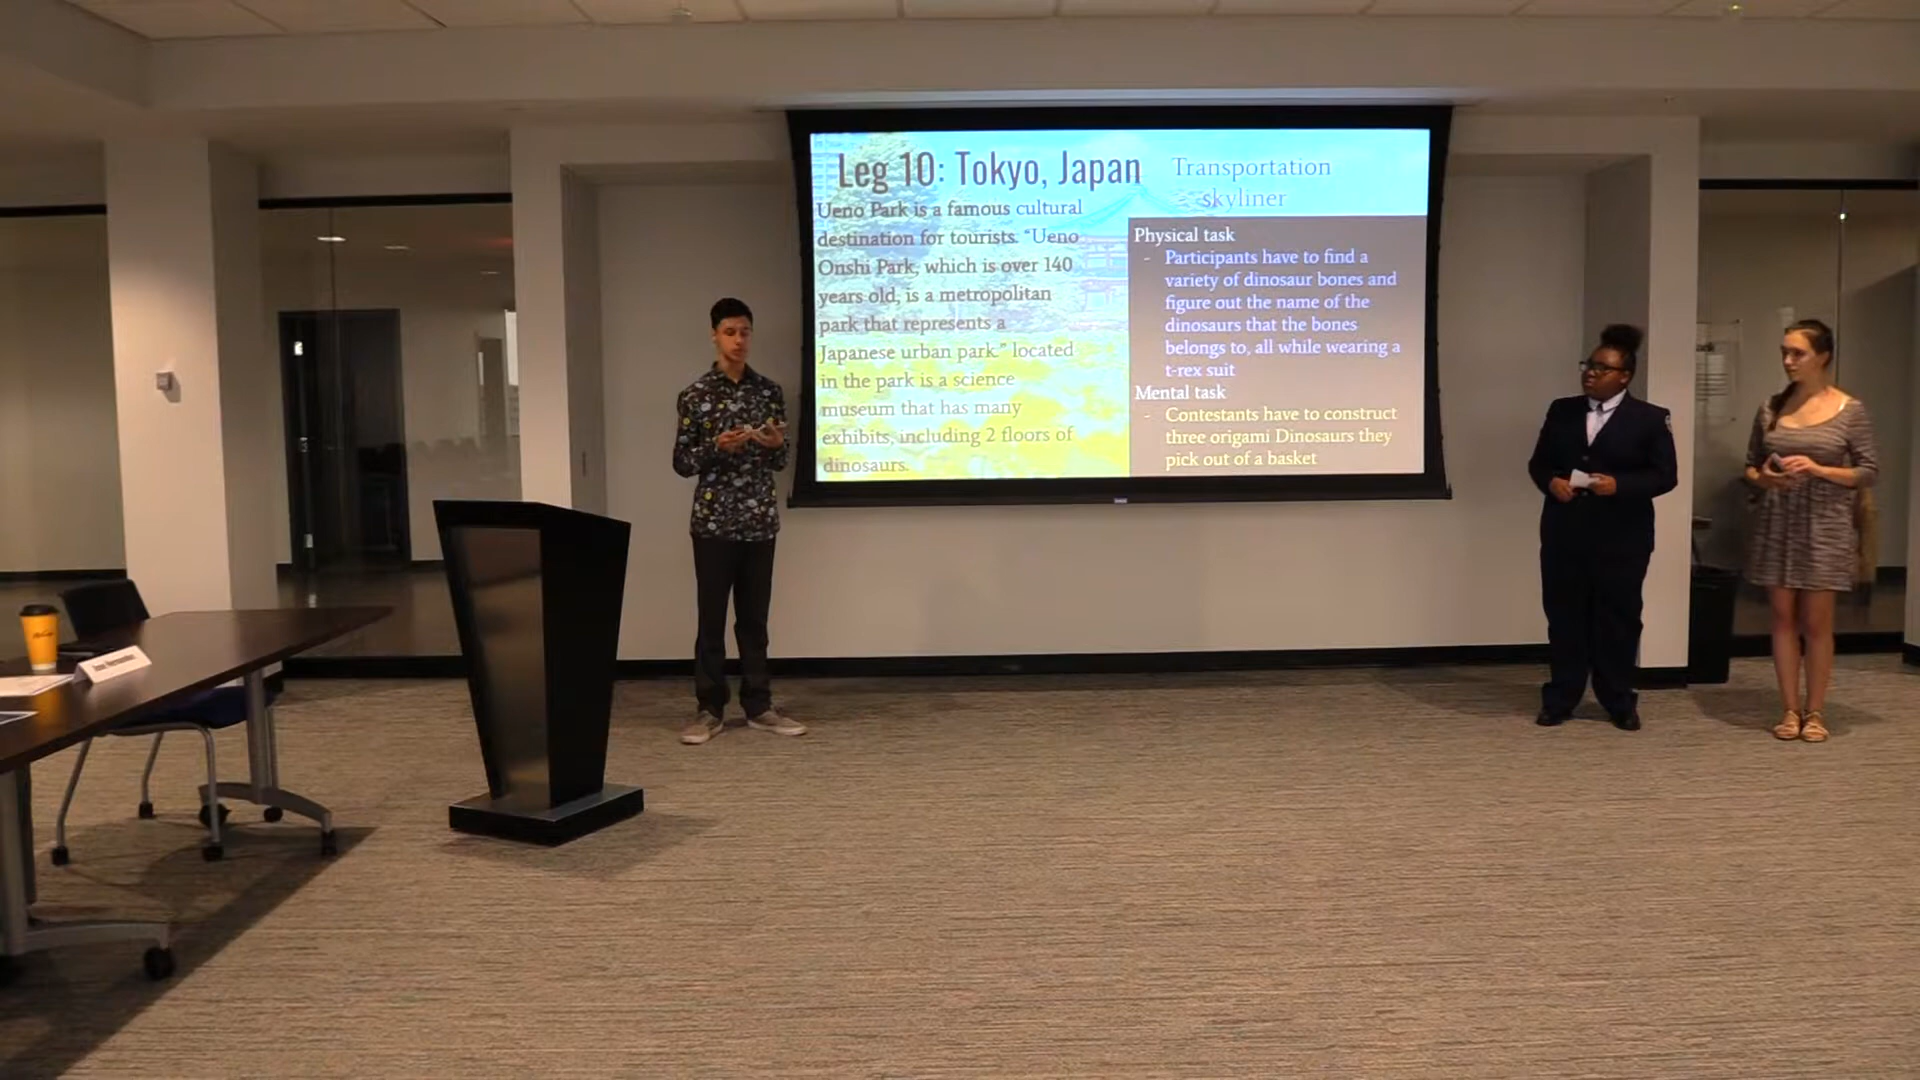 Leg 10: Tokyo, Japan
Ueno Park is a famous cultural
destination for tourists. "Ueno
Onshi Park, which is over 140
years old, is a metropolitan
park that represents a
Japanese urban park." located
in the park is a science
museum that has many
exhibits, including 2 floors of
dinosaurs.
Transportation
- skyliner
Physical task
- Participants have to find a
variety of dinosaur bones and
figure out the name of the
dinosaurs that the bones
belongs to, all while wearing a
t-rex suit
Mental task
- Contestants have to construct
three origami Dinosaurs they
pick out of a basket